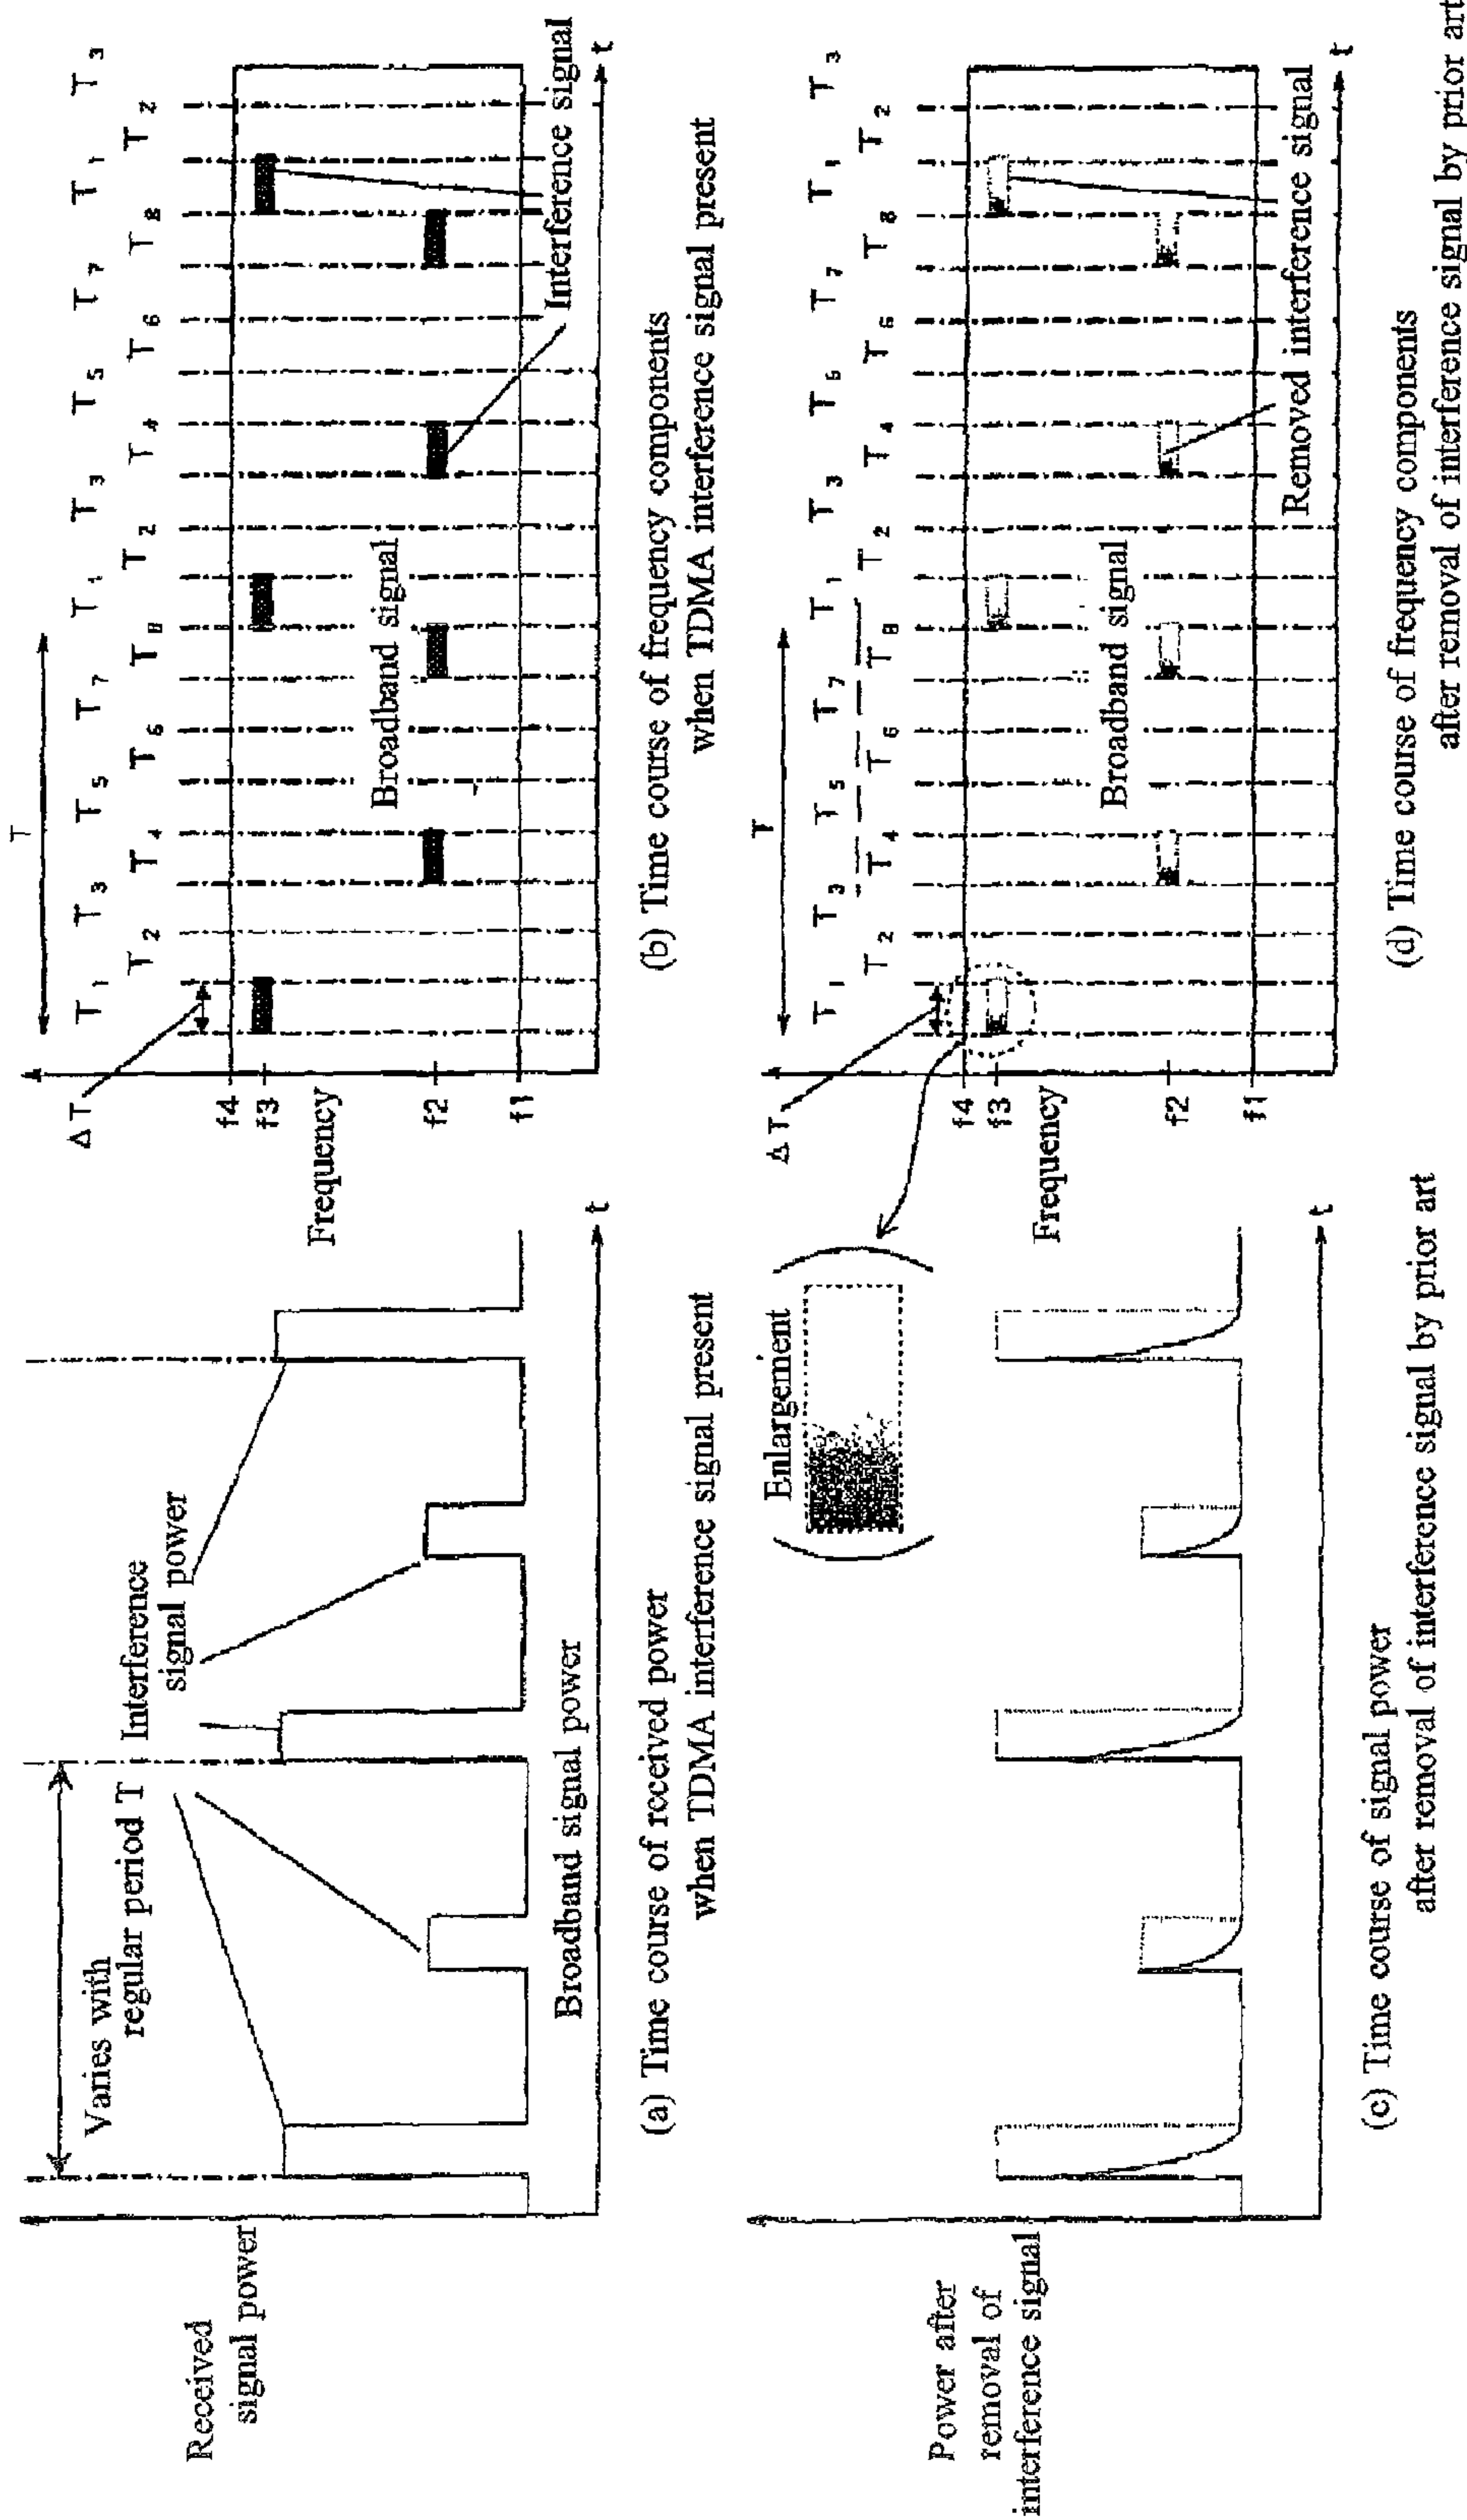 Varies with
regular period T
Interference
signal power
Received
signal power
Broadband signal power
t
(a) Time course of received power
when TDMA interference signal present
T
ΔT
T1 T2 T3 T4 T5 T6 T7 T8 T1 T2 T3 T4 T5 T6 T7 T8 T1 T2 T3
f4
f3
Frequency
f2
f1
Broadband signal
Interference signal
t
(b) Time course of frequency components
when TDMA interference signal present
Power after
removal of
interference signal
t
(c) Time course of signal power
after removal of interference signal by prior art
Enlargement
T
ΔT
T1 T2 T3 T4 T5 T6 T7 T8 T1 T2 T3 T4 T5 T6 T7 T8 T1 T2 T3
f4
f3
Frequency
f2
f1
Broadband signal
Removed interference signal
t
(d) Time course of frequency components
after removal of interference signal by prior art